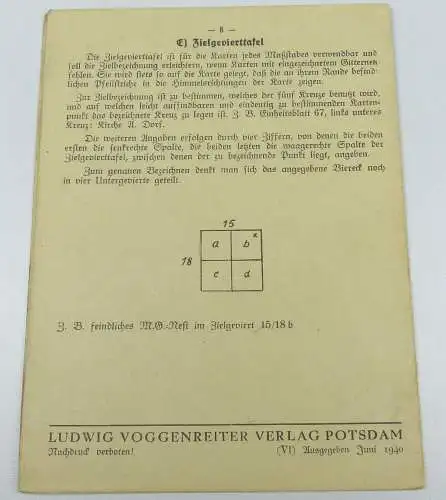 — 8 —
C) Zielgevierttafel
Die Zielgevierttafel ist für die Karten jedes Maßstabes verwendbar und
soll die Zielbezeichnung erleichtern, wenn Karten mit eingezeichnetem Gitternetz
fehlen. Sie wird stets so auf die Karte gelegt, daß die an ihrem Rande befind-
lichen Pfeilstriche in die Himmelsrichtungen der Karte zeigen.
Zur Zielbezeichnung ist zu bestimmen, welches der fünf Kreuze benutzt wird,
und auf welchen leicht auffindbaren und eindeutig zu bestimmenden Karten-
punkt das bezeichnete Kreuz zu legen ist. Z. B. Einheitsblatt 67, links unteres
Kreuz: Kirche A. Dorf.
Die weiteren Angaben erfolgen durch vier Ziffern, von denen die beiden
ersten die senkrechte Spalte, die beiden letzten die waagerechte Spalte der
Zielgevierttafel, zwischen denen der zu bezeichnende Punkt liegt, angeben.
Zum genauen Bezeichnen denkt man sich das angegebene Viereck noch
in vier Untergevierte geteilt.
15
a b x
18
c d
Z. B. feindliches M.G.-Nest im Zielgeviert 15/18 b
LUDWIG VOGGENREITER VERLAG POTSDAM
Nachdruck verboten! (VI) Ausgegeben Juni 1940